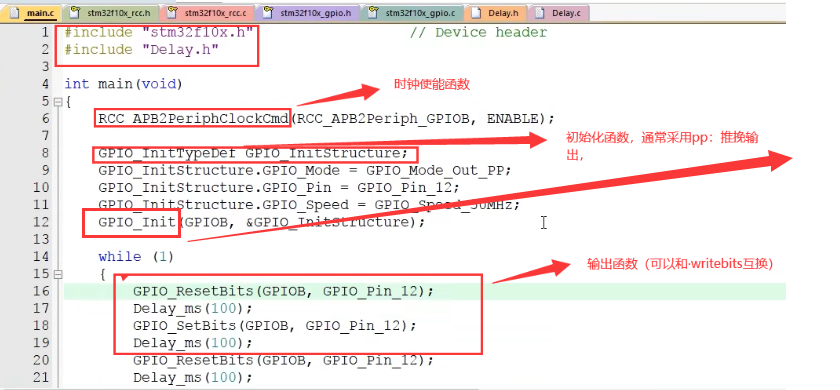 main.c stm32f10x_rcc.h stm32f10x_rcc.c stm32f10x_gpio.h stm32f10x_gpio.c Delay.h Delay.c
1 #include "stm32f10x.h" // Device header
2 #include "Delay.h"
3
4 int main(void)
时钟使能函数
5 {
6 RCC_APB2PeriphClockCmd(RCC_APB2Periph_GPIOB, ENABLE);
7
初始化函数，通常采用pp：推挽输
出，
8 GPIO_InitTypeDef GPIO_InitStructure;
9 GPIO_InitStructure.GPIO_Mode = GPIO_Mode_Out_PP;
10 GPIO_InitStructure.GPIO_Pin = GPIO_Pin_12;
11 GPIO_InitStructure.GPIO_Speed = GPIO_Speed_50MHz;
12 GPIO_Init(GPIOB, &GPIO_InitStructure);
13
14 while (1)
输出函数（可以和·writebits互换）
15 {
16 GPIO_ResetBits(GPIOB, GPIO_Pin_12);
17 Delay_ms(100);
18 GPIO_SetBits(GPIOB, GPIO_Pin_12);
19 Delay_ms(100);
20 GPIO_ResetBits(GPIOB, GPIO_Pin_12);
21 Delay_ms(100);